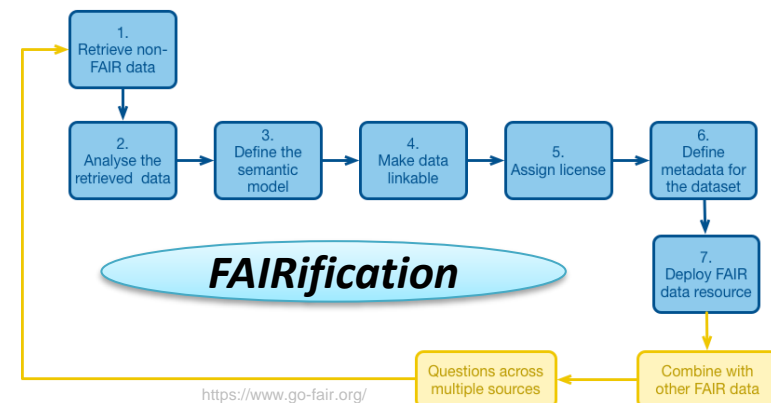 1.
Retrieve non-
FAIR data
2.
Analyse the
retrieved data
3.
Define the
semantic
model
4.
Make data
linkable
5.
Assign license
6.
Define
metadata for
the dataset
7.
Deploy FAIR
data resource
FAIRification
Questions across
multiple sources
Combine with
other FAIR data
https://www.go-fair.org/